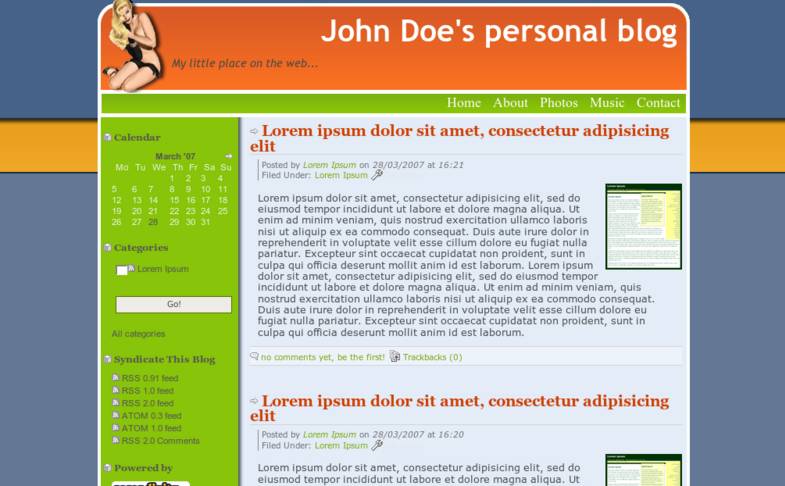 John Doe's personal blog
My little place on the web...
Home About Photos Music Contact
Calendar
March '07
Mo Tu We Th Fr Sa Su
1 2 3 4
5 6 7 8 9 10 11
12 13 14 15 16 17 18
19 20 21 22 23 24 25
26 27 28 29 30 31
Categories
Lorem Ipsum
Go!
All categories
Syndicate This Blog
RSS 0.91 feed
RSS 1.0 feed
RSS 2.0 feed
ATOM 0.3 feed
ATOM 1.0 feed
RSS 2.0 Comments
Powered by
Lorem ipsum dolor sit amet, consectetur adipisicing
elit
Posted by Lorem Ipsum on 28/03/2007 at 16:21
Filed Under: Lorem Ipsum
Lorem ipsum dolor sit amet, consectetur adipisicing elit, sed do
eiusmod tempor incididunt ut labore et dolore magna aliqua. Ut
enim ad minim veniam, quis nostrud exercitation ullamco laboris
nisi ut aliquip ex ea commodo consequat. Duis aute irure dolor in
reprehenderit in voluptate velit esse cillum dolore eu fugiat nulla
pariatur. Excepteur sint occaecat cupidatat non proident, sunt in
culpa qui officia deserunt mollit anim id est laborum. Lorem ipsum
dolor sit amet, consectetur adipisicing elit, sed do eiusmod tempor
incididunt ut labore et dolore magna aliqua. Ut enim ad minim veniam, quis
nostrud exercitation ullamco laboris nisi ut aliquip ex ea commodo consequat.
Duis aute irure dolor in reprehenderit in voluptate velit esse cillum dolore eu
fugiat nulla pariatur. Excepteur sint occaecat cupidatat non proident, sunt in
culpa qui officia deserunt mollit anim id est laborum.
no comments yet, be the first! Trackbacks (0)
Lorem ipsum dolor sit amet, consectetur adipisicing
elit
Posted by Lorem Ipsum on 28/03/2007 at 16:20
Filed Under: Lorem Ipsum
Lorem ipsum dolor sit amet, consectetur adipisicing elit, sed do
eiusmod tempor incididunt ut labore et dolore magna aliqua. Ut